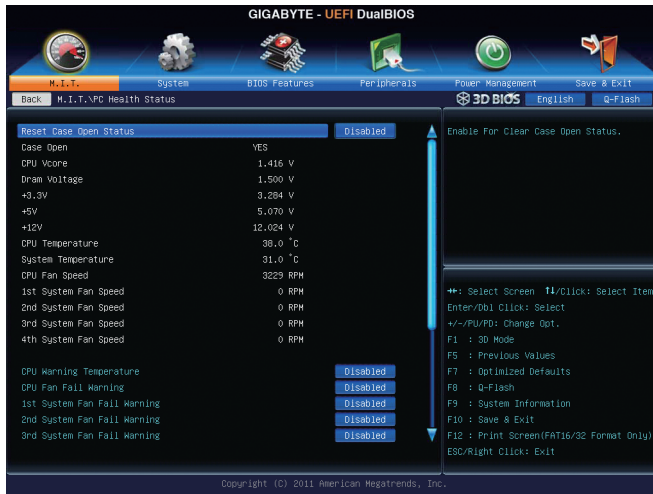 GIGABYTE - UEFI DualBIOS
M.I.T. System BIOS Features Peripherals Power Management Save & Exit
Back M.I.T.\PC Health Status 3D BIOS English Q-Flash
Reset Case Open Status Disabled
Case Open YES
CPU Vcore 1.416 V
Dram Voltage 1.500 V
+3.3V 3.284 V
+5V 5.070 V
+12V 12.024 V
CPU Temperature 38.0 °C
System Temperature 31.0 °C
CPU Fan Speed 3229 RPM
1st System Fan Speed 0 RPM
2nd System Fan Speed 0 RPM
3rd System Fan Speed 0 RPM
4th System Fan Speed 0 RPM
CPU Warning Temperature Disabled
CPU Fan Fail Warning Disabled
1st System Fan Fail Warning Disabled
2nd System Fan Fail Warning Disabled
3rd System Fan Fail Warning Disabled
Enable For Clear Case Open Status.
↔: Select Screen ↑↓/Click: Select Item
Enter/Dbl Click: Select
+/-/PU/PD: Change Opt.
F1 : 3D Mode
F5 : Previous Values
F7 : Optimized Defaults
F8 : Q-Flash
F9 : System Information
F10 : Save & Exit
F12 : Print Screen(FAT16/32 Format Only)
ESC/Right Click: Exit
Copyright (C) 2011 American Megatrends, Inc.